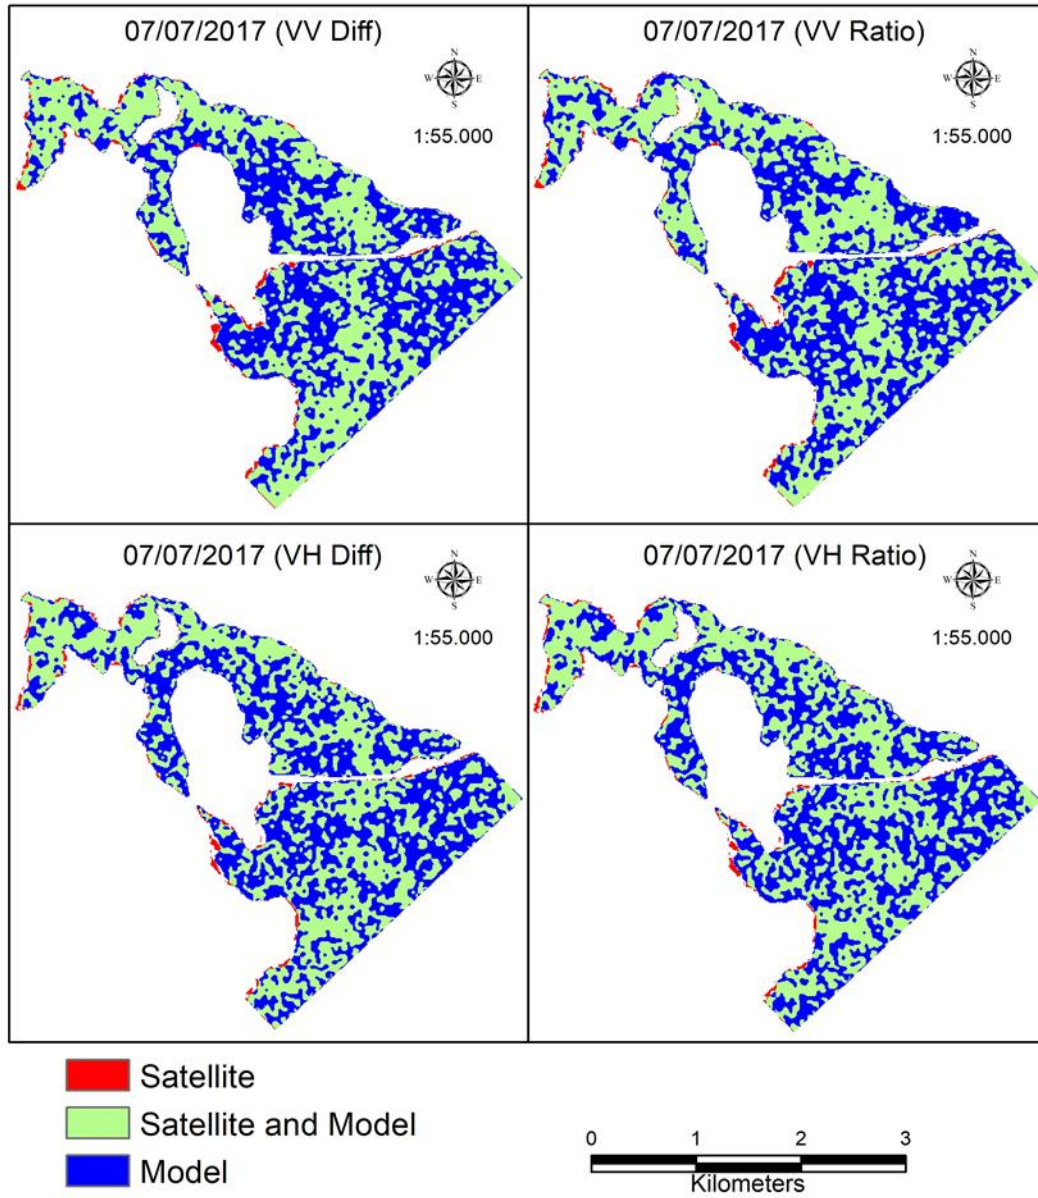 07/07/2017 (VV Diff)
N
W E
S
1:55.000
07/07/2017 (VV Ratio)
N
W E
S
1:55.000
07/07/2017 (VH Diff)
N
W E
S
1:55.000
07/07/2017 (VH Ratio)
N
W E
S
1:55.000
Satellite
Satellite and Model
Model
0 1 2 3
Kilometers